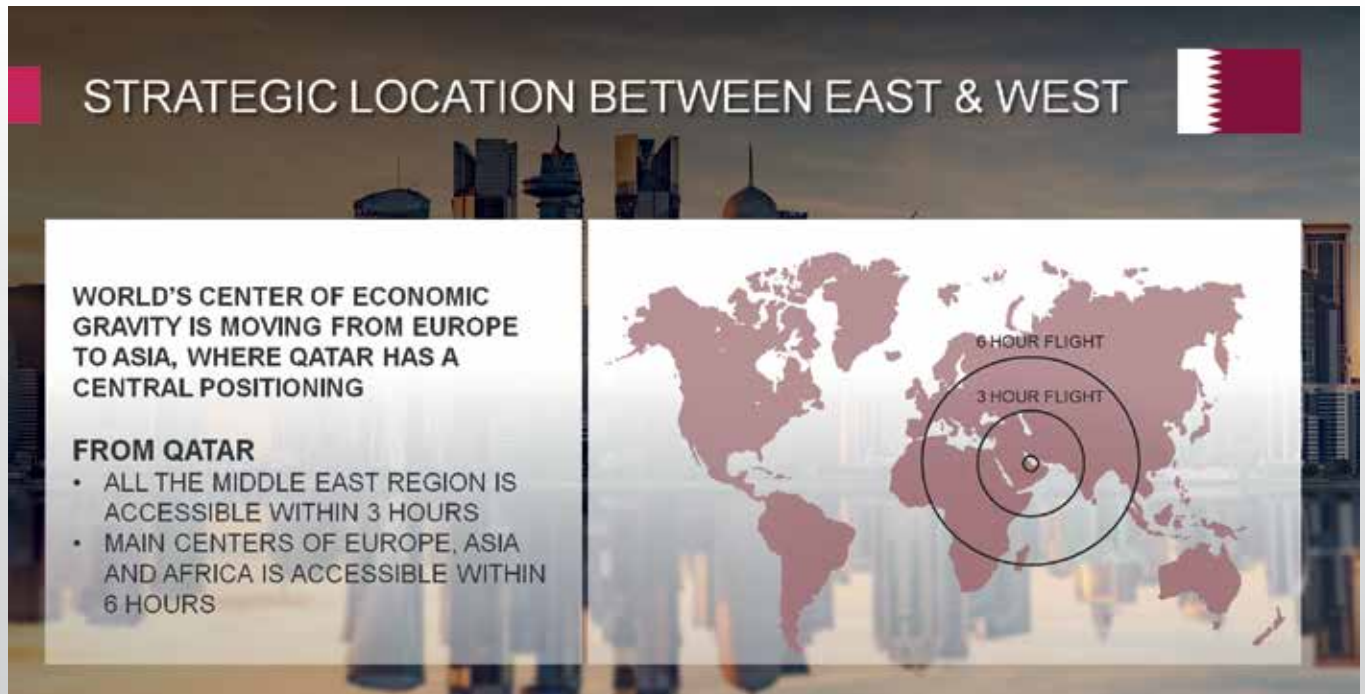 STRATEGIC LOCATION BETWEEN EAST & WEST
WORLD'S CENTER OF ECONOMIC
GRAVITY IS MOVING FROM EUROPE
TO ASIA, WHERE QATAR HAS A
CENTRAL POSITIONING
FROM QATAR
• ALL THE MIDDLE EAST REGION IS
ACCESSIBLE WITHIN 3 HOURS
• MAIN CENTERS OF EUROPE, ASIA
AND AFRICA IS ACCESSIBLE WITHIN
6 HOURS
6 HOUR FLIGHT
3 HOUR FLIGHT